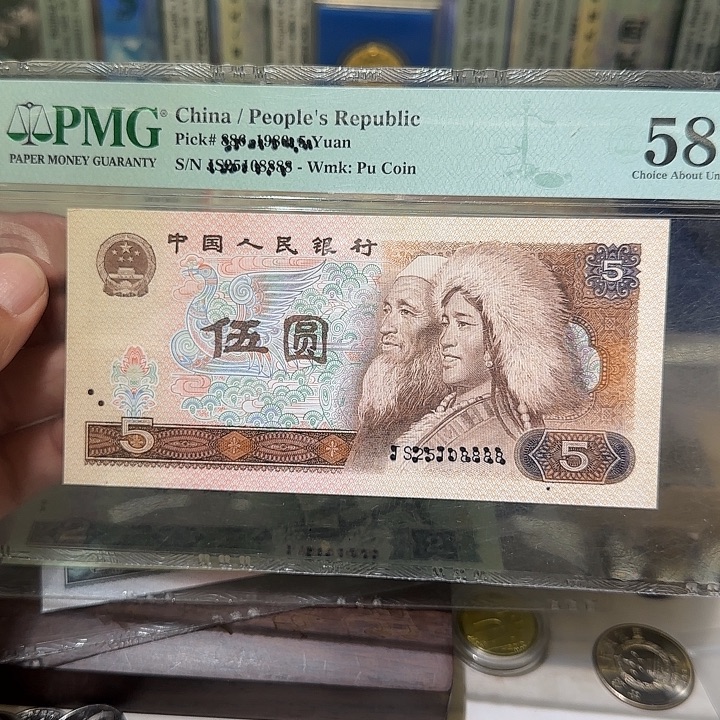 PMG
PAPER MONEY GUARANTY
China / People's Republic
Pick# Yuan
S/N - Wmk: Pu Coin
58
Choice About Un
中国人民银行
5
伍圆
5
5